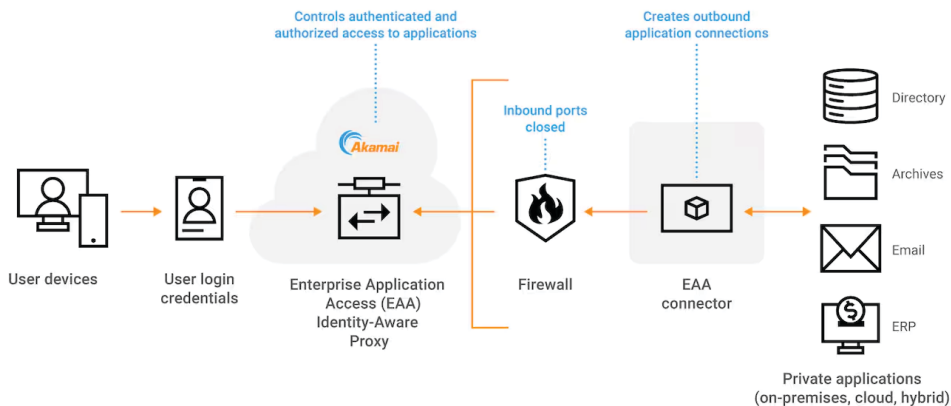 Controls authenticated and
authorized access to applications
Creates outbound
application connections
Inbound ports
closed
Akamai
Directory
Archives
Email
ERP
User devices
User login
credentials
Enterprise Application
Access (EAA)
Identity-Aware
Proxy
Firewall
EAA
connector
Private applications
(on-premises, cloud, hybrid)